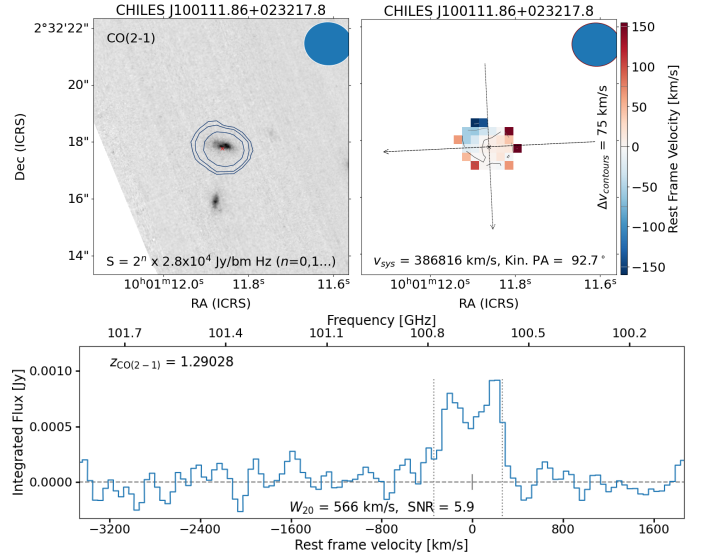 CHILES J100111.86+023217.8
CO(2-1)
2°32'22"
20"
18"
16"
14"
Dec (ICRS)
S = 2ⁿ x 2.8x10⁴ Jy/bm Hz (n=0,1...)
10ʰ01ᵐ12.0ˢ 11.8ˢ 11.6ˢ
RA (ICRS)
CHILES J100111.86+023217.8
Δv_contours = 75 km/s
v_sys = 386816 km/s, Kin. PA = 92.7°
10ʰ01ᵐ12.0ˢ 11.8ˢ 11.6ˢ
RA (ICRS)
150
100
50
0
−50
−100
−150
Rest Frame Velocity [km/s]
Frequency [GHz]
101.7 101.4 101.1 100.8 100.5 100.2
z_CO(2−1) = 1.29028
0.0010
0.0005
0.0000
Integrated Flux [Jy]
W₂₀ = 566 km/s, SNR = 5.9
−3200 −2400 −1600 −800 0 800 1600
Rest frame velocity [km/s]